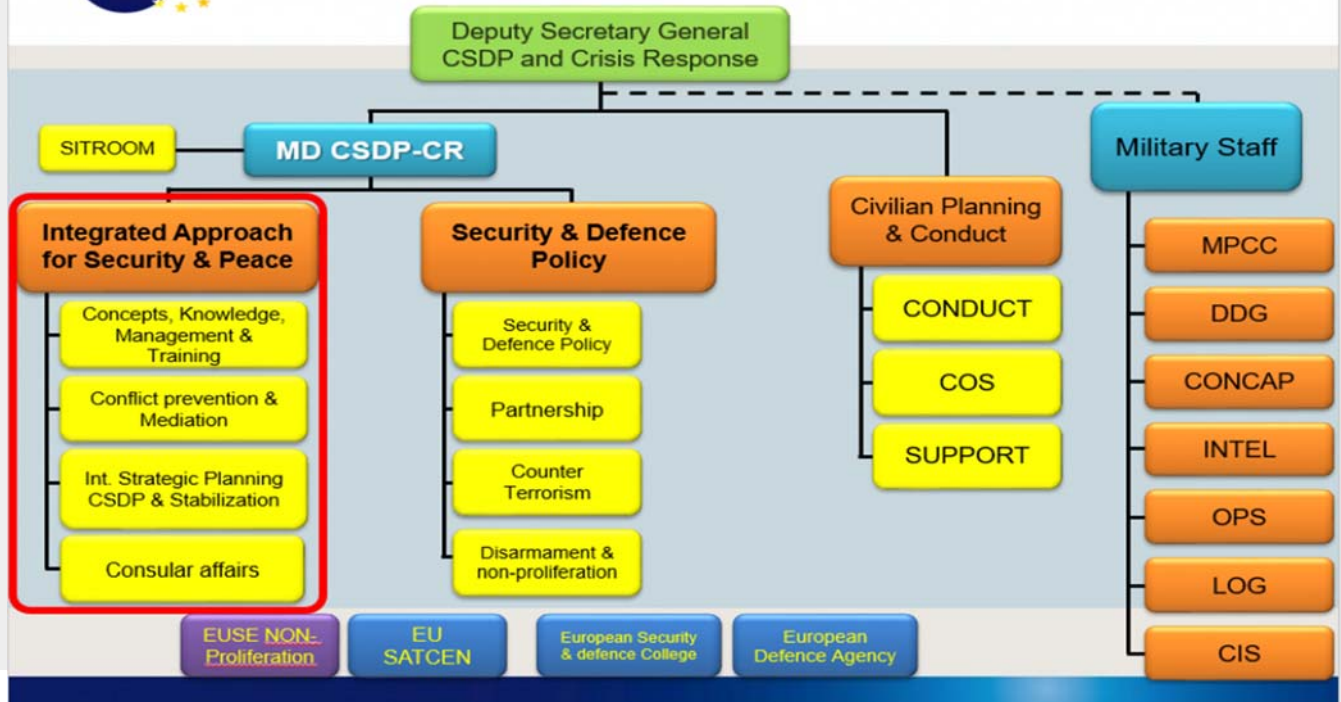 Deputy Secretary General
CSDP and Crisis Response
SITROOM
MD CSDP-CR
Military Staff
Integrated Approach
for Security & Peace
Concepts, Knowledge,
Management &
Training
Conflict prevention &
Mediation
Int. Strategic Planning
CSDP & Stabilization
Consular affairs
Security & Defence
Policy
Security &
Defence Policy
Partnership
Counter
Terrorism
Disarmament &
non-proliferation
Civilian Planning
& Conduct
CONDUCT
COS
SUPPORT
MPCC
DDG
CONCAP
INTEL
OPS
LOG
CIS
EUSE NON-
Proliferation
EU
SATCEN
European Security
& defence College
European
Defence Agency